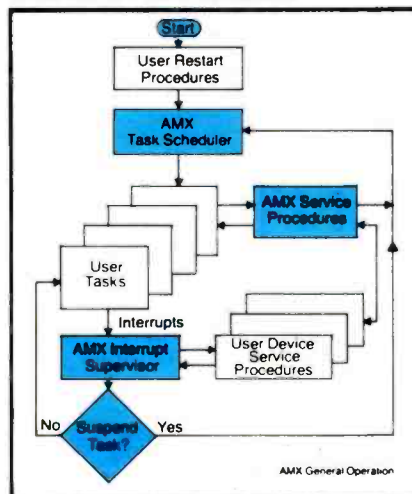 Start
User Restart
Procedures
AMX
Task Scheduler
AMX Service
Procedures
User
Tasks
Interrupts
AMX Interrupt
Supervisor
User Device
Service
Procedures
No
Suspend
Task?
Yes
AMX General Operation